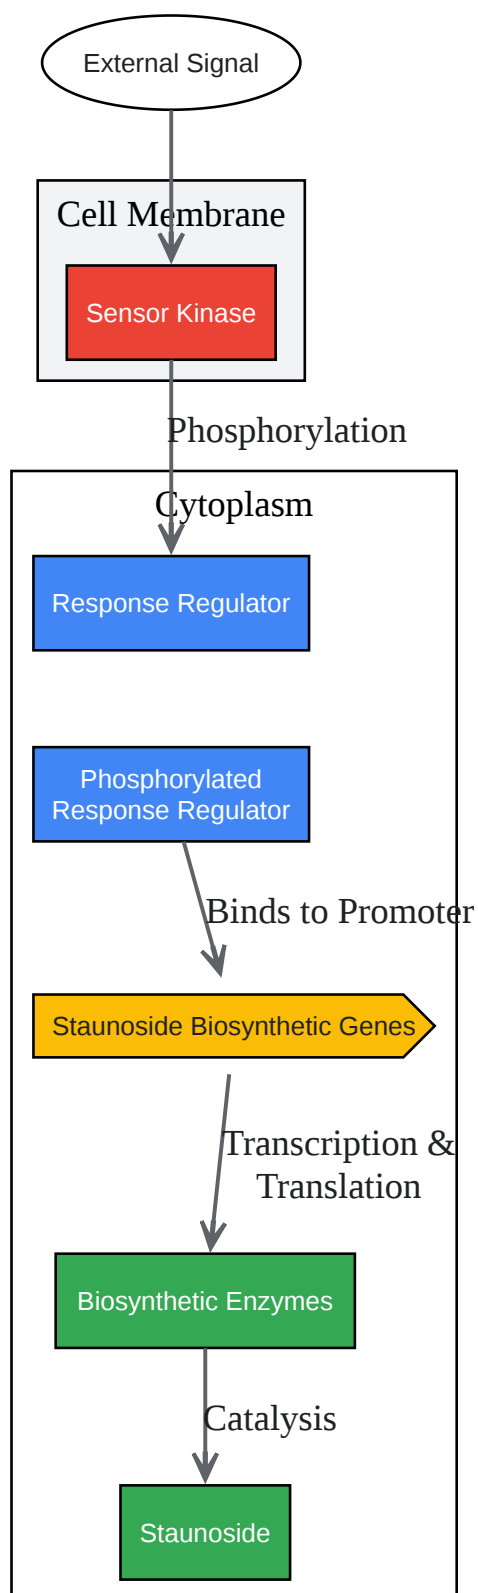 External Signal
Cell Membrane
Sensor Kinase
Phosphorylation
Cytoplasm
Response Regulator
Phosphorylated
Response Regulator
Binds to Promoter
Staunoside Biosynthetic Genes
Transcription &
Translation
Biosynthetic Enzymes
Catalysis
Staunoside